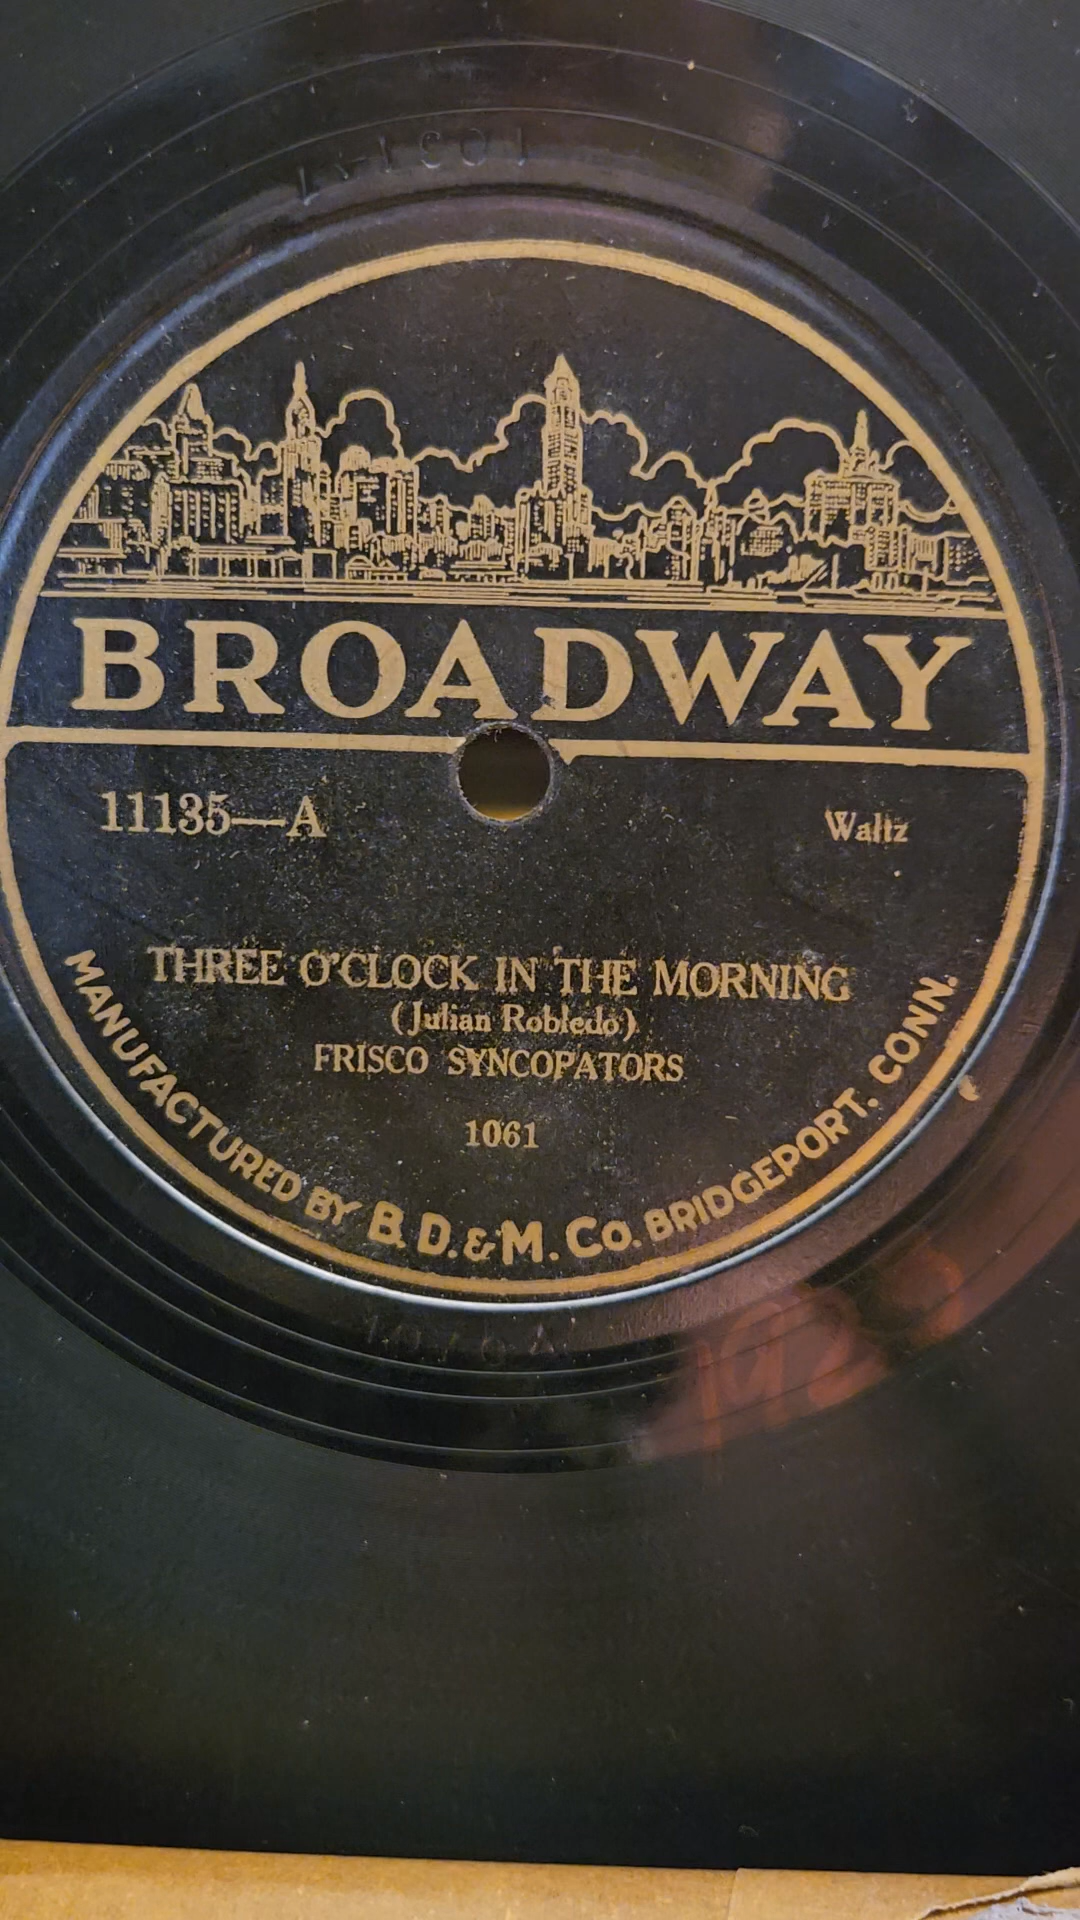 BROADWAY
11135—A
Waltz
THREE O'CLOCK IN THE MORNING
(Julian Robledo)
FRISCO SYNCOPATORS
1061
MANUFACTURED BY B.D.&M.Co. BRIDGEPORT. CONN.